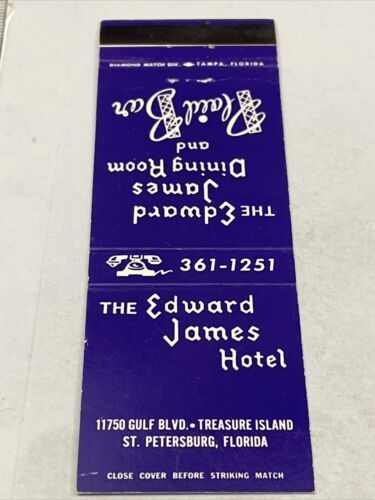 DIAMOND MATCH DIV. TAMPA, FLORIDA
THE Edward
James
Dining Room
and
Plaid Bar
361-1251
THE Edward
James
Hotel
11750 GULF BLVD. • TREASURE ISLAND
ST. PETERSBURG, FLORIDA
CLOSE COVER BEFORE STRIKING MATCH